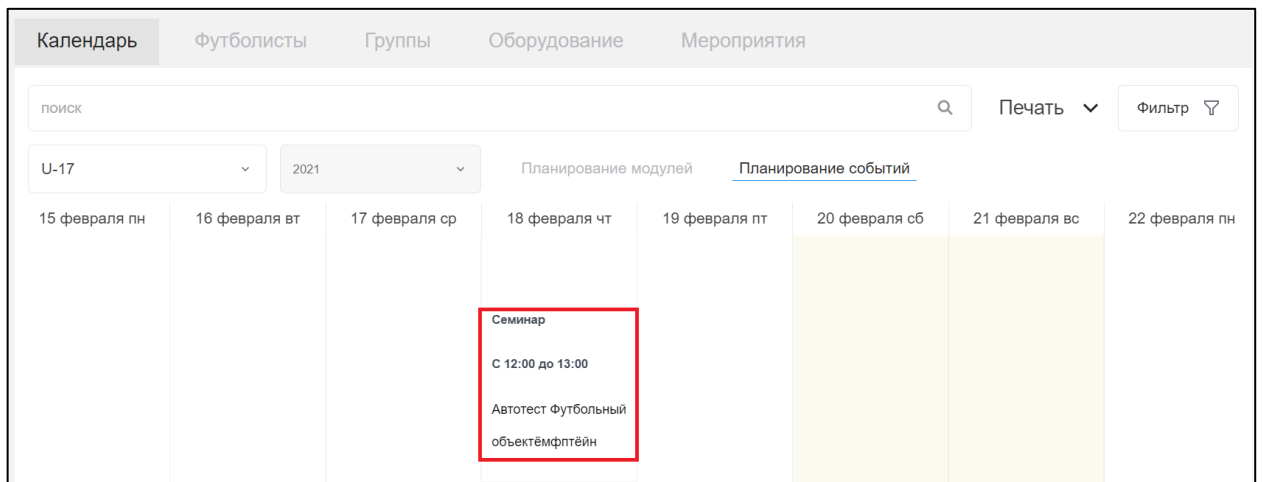 Календарь Футболисты Группы Оборудование Мероприятия
поиск Печать Фильтр
U-17 2021 Планирование модулей Планирование событий
15 февраля пн 16 февраля вт 17 февраля ср 18 февраля чт 19 февраля пт 20 февраля сб 21 февраля вс 22 февраля пн
Семинар
С 12:00 до 13:00
Автотест Футбольный
объектёмфптёйн